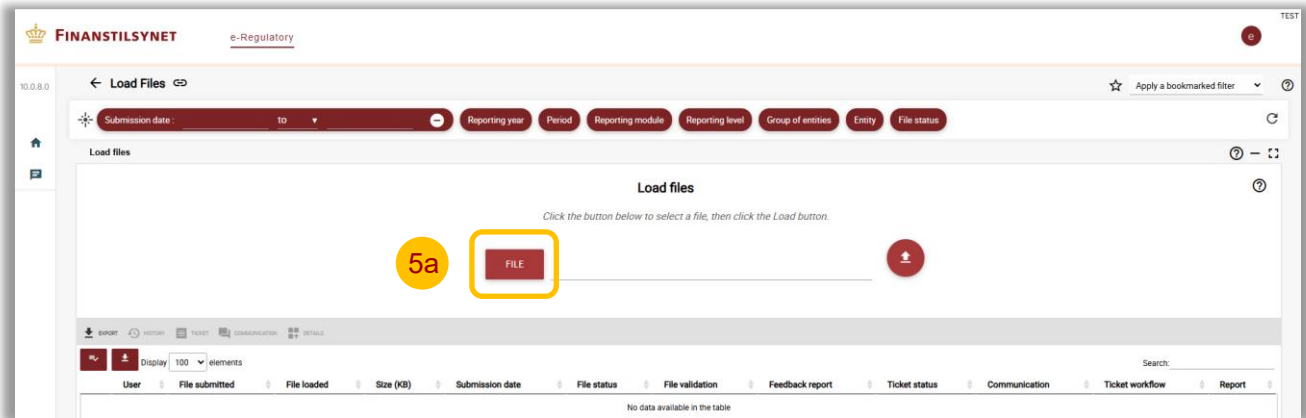 TEST
FINANSTILSYNET
e-Regulatory
e
10.0.8.0
Load Files
Apply a bookmarked filter
Submission date :
to
Reporting year
Period
Reporting module
Reporting level
Group of entities
Entity
File status
Load files
Load files
Click the button below to select a file, then click the Load button.
5a
FILE
EXPORT HISTORY TICKET COMMUNICATION DETAILS
Display 100 elements
Search:
User File submitted File loaded Size (KB) Submission date File status File validation Feedback report Ticket status Communication Ticket workflow Report
No data available in the table